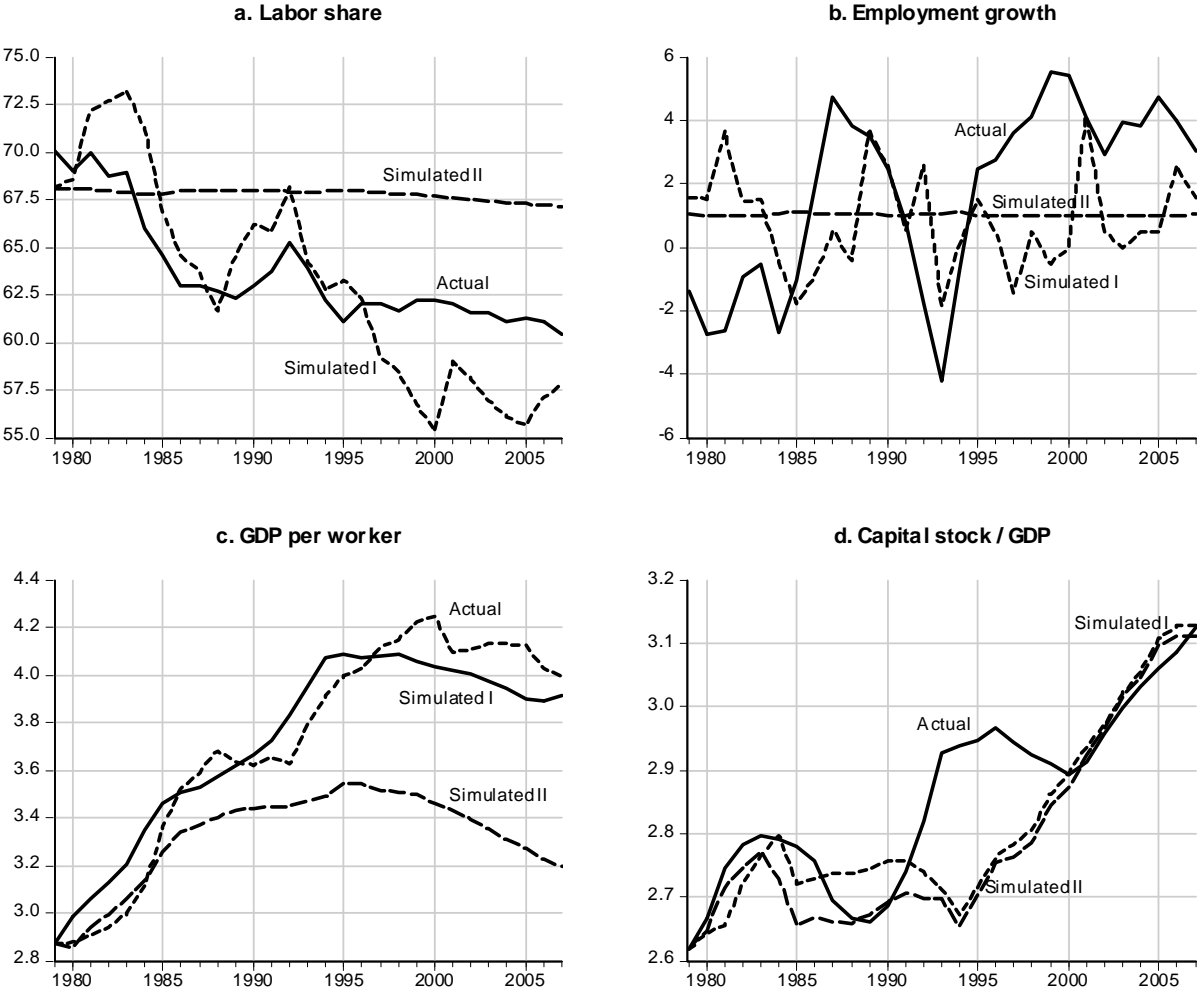 a. Labor share
75.0
72.5
70.0
67.5
65.0
62.5
60.0
57.5
55.0
Simulated II
Actual
Simulated I
1980 1985 1990 1995 2000 2005
b. Employment growth
6
4
2
0
-2
-4
-6
Actual
Simulated II
Simulated I
1980 1985 1990 1995 2000 2005
c. GDP per worker
4.4
4.2
4.0
3.8
3.6
3.4
3.2
3.0
2.8
Actual
Simulated I
Simulated II
1980 1985 1990 1995 2000 2005
d. Capital stock / GDP
3.2
3.1
3.0
2.9
2.8
2.7
2.6
Simulated I
Actual
Simulated II
1980 1985 1990 1995 2000 2005